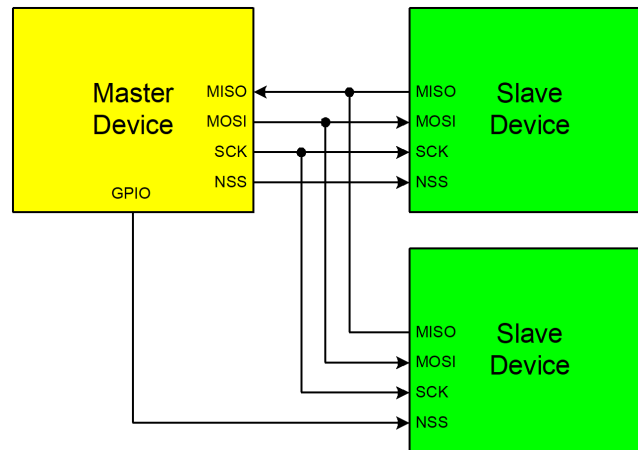 Master
Device
MISO
MOSI
SCK
NSS
GPIO
MISO
MOSI
SCK
NSS
Slave
Device
MISO
MOSI
SCK
NSS
Slave
Device